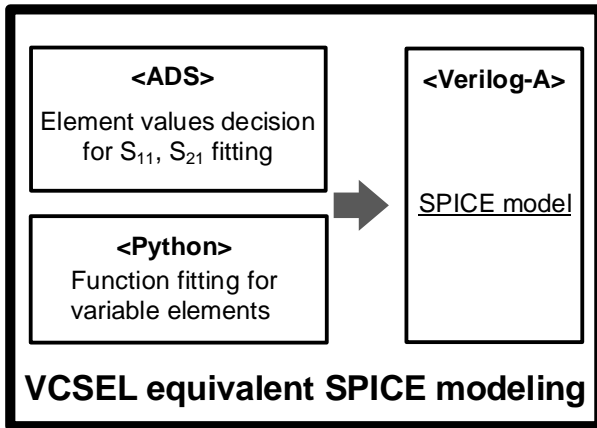 <ADS>
Element values decision
for S₁₁, S₂₁ fitting
<Python>
Function fitting for
variable elements
<Verilog-A>
SPICE model
VCSEL equivalent SPICE modeling